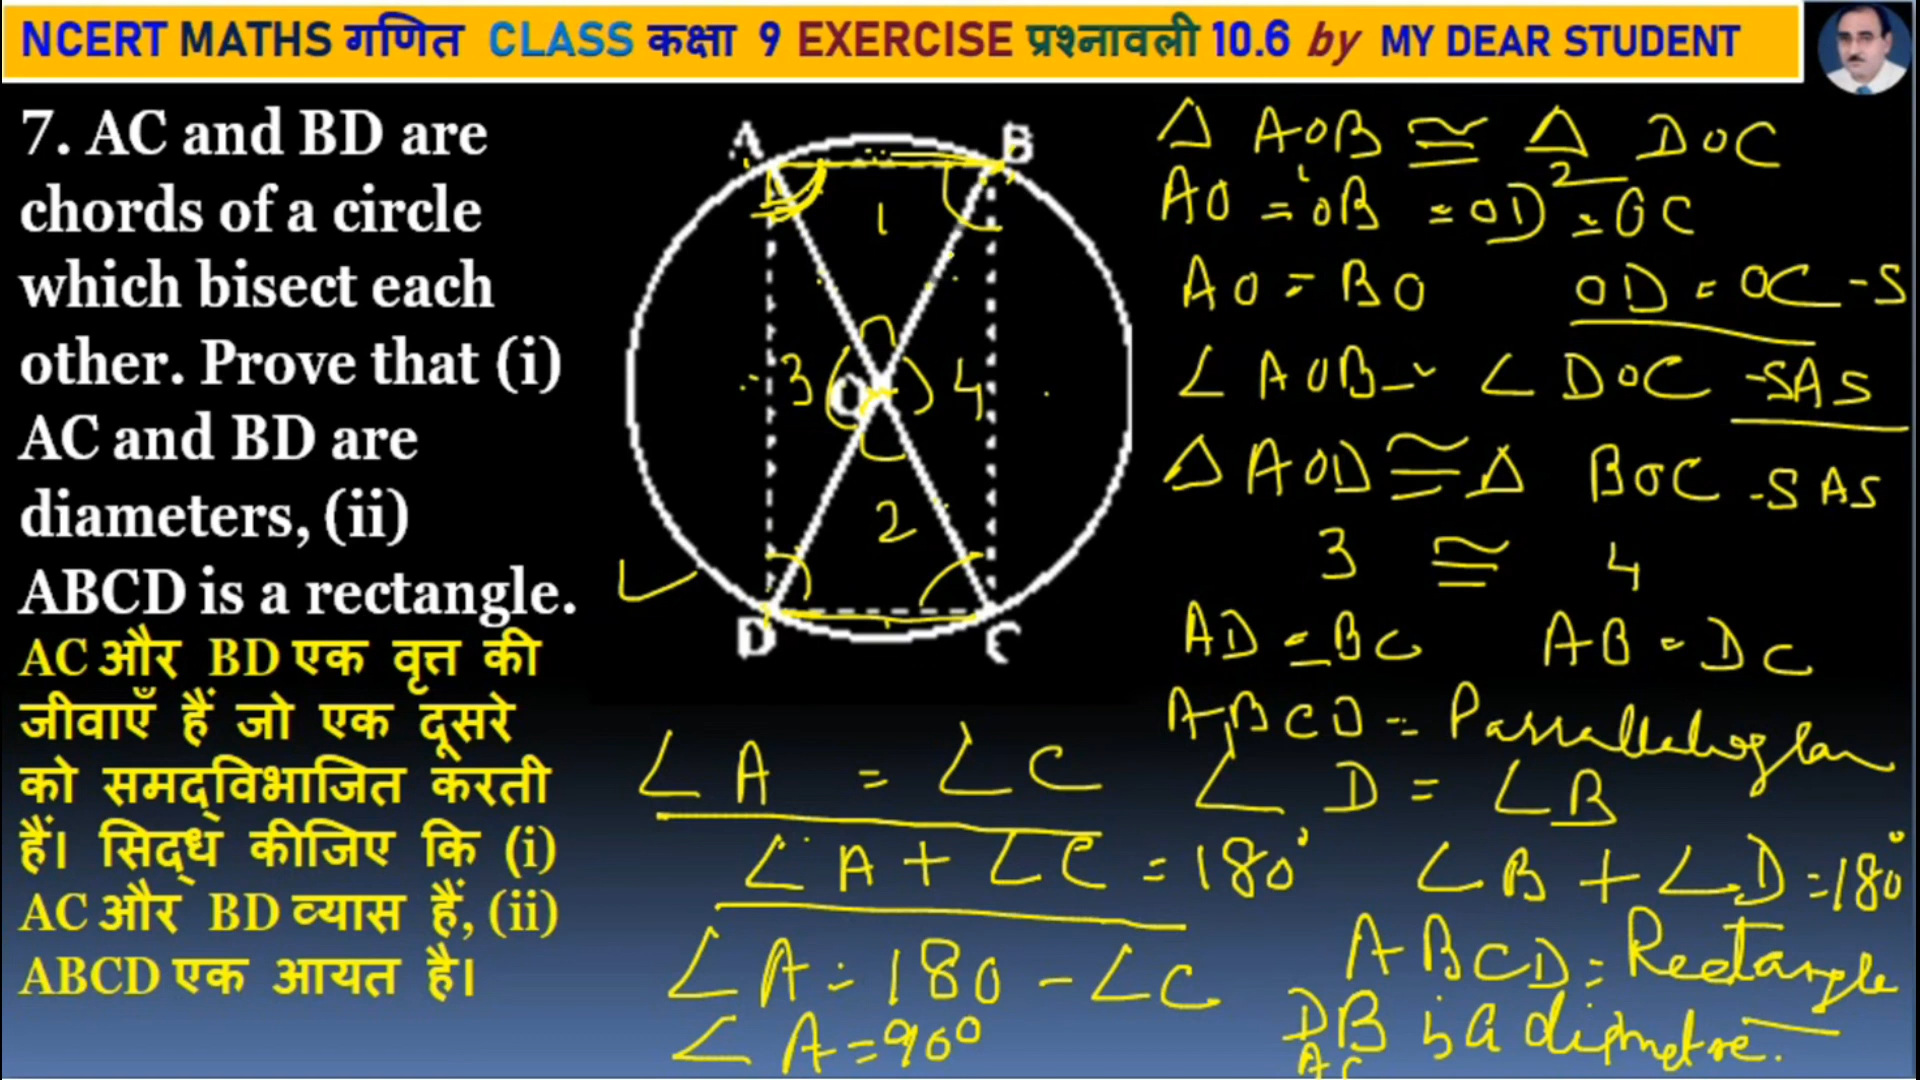 NCERT MATHS गणित CLASS कक्षा 9 EXERCISE प्रश्नावली 10.6 by MY DEAR STUDENT
7. AC and BD are
chords of a circle
which bisect each
other. Prove that (i)
AC and BD are
diameters, (ii)
ABCD is a rectangle.
AC और BD एक वृत्त की
जीवाएँ हैं जो एक दूसरे
को समद्विभाजित करती
हैं। सिद्ध कीजिए कि (i)
AC और BD व्यास हैं, (ii)
ABCD एक आयत है।
A B
1
3 O 4
2
D C
∠A = ∠C
∠A + ∠C = 180°
∠A = 180 - ∠C
∠A = 90°
△ AOB ≅ △ DOC
1 2
AO = OB = OD = OC
AO = BO OD = OC - S
∠AOB = ∠DOC - SAS
△ AOD ≅ △ BOC - SAS
3 ≅ 4
AD = BC AB = DC
ABCD = Parrallelogram
∠D = ∠B
∠B + ∠D = 180°
ABCD = Rectangle
DB is a diametre.
AC